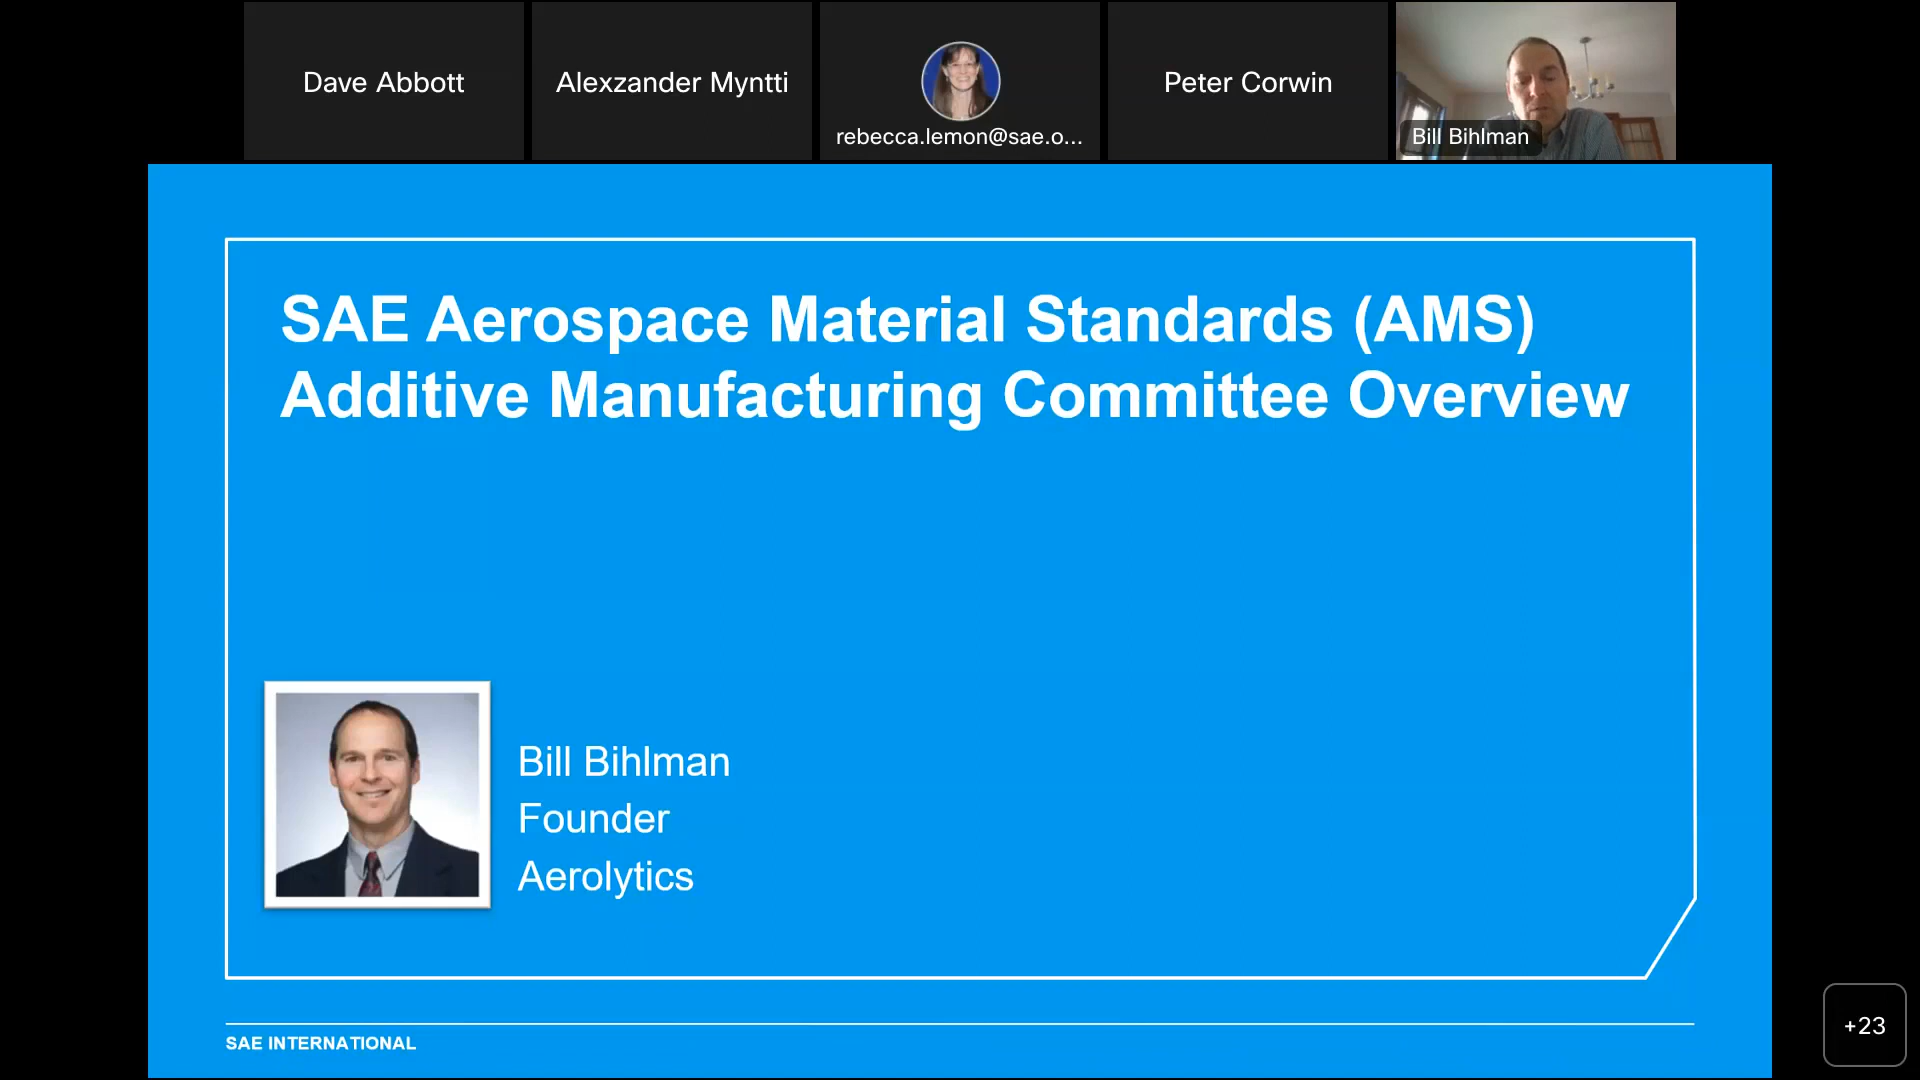 Dave Abbott
Alexzander Myntti
rebecca.lemon@sae.o...
Peter Corwin
Bill Bihlman
SAE Aerospace Material Standards (AMS)
Additive Manufacturing Committee Overview
Bill Bihlman
Founder
Aerolytics
SAE INTERNATIONAL
+23